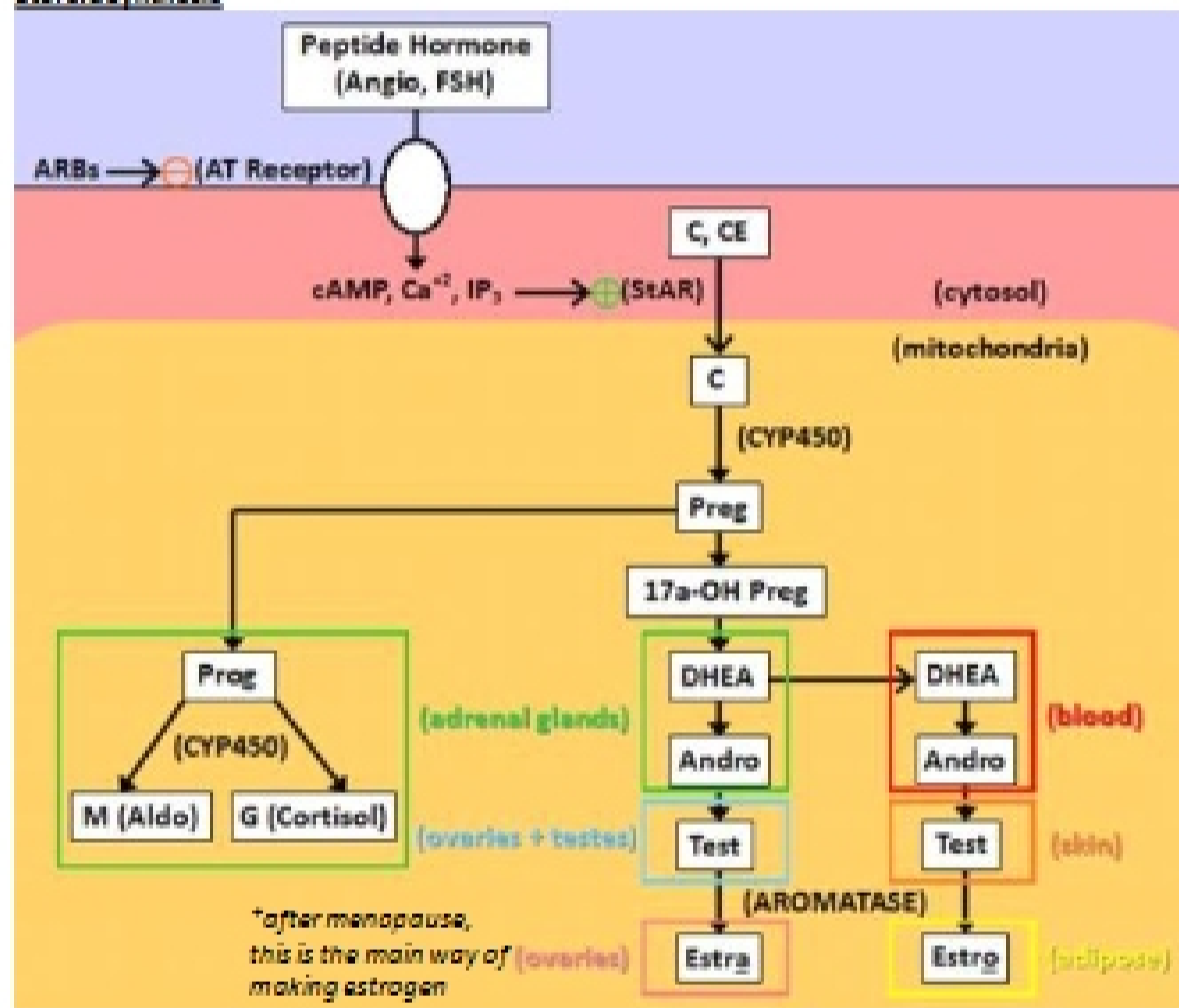 Peptide Hormone
(Angio, FSH)
ARBs
(AT Receptor)
C, CE
cAMP, Ca⁺², IP₃
(StAR)
(cytosol)
(mitochondria)
C
(CYP450)
Preg
17a-OH Preg
Prog
DHEA
DHEA
(adrenal glands)
(blood)
(CYP450)
Andro
Andro
M (Aldo)
G (Cortisol)
(ovaries + testes)
Test
Test
(skin)
(AROMATASE)
*after menopause,
this is the main way of
making estrogen
(ovaries)
Estra
Estro
(adipose)